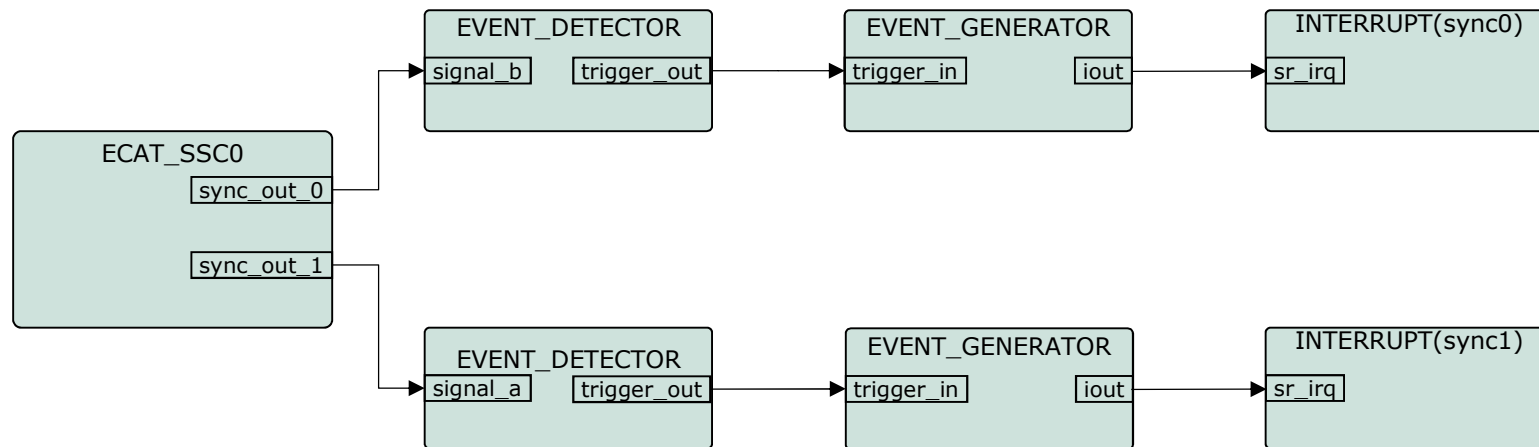 EVENT_DETECTOR
signal_b
trigger_out
EVENT_GENERATOR
trigger_in
iout
INTERRUPT(sync0)
sr_irq
ECAT_SSC0
sync_out_0
sync_out_1
EVENT_DETECTOR
signal_a
trigger_out
EVENT_GENERATOR
trigger_in
iout
INTERRUPT(sync1)
sr_irq